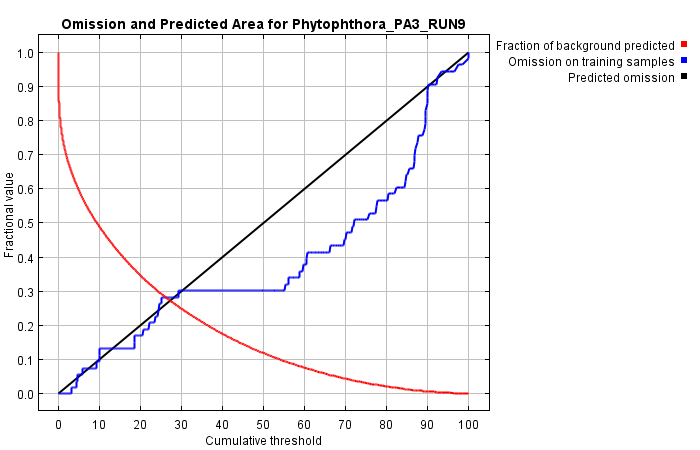 Omission and Predicted Area for Phytophthora_PA3_RUN9
Fraction of background predicted
Omission on training samples
Predicted omission
Fractional value
1.0
0.9
0.8
0.7
0.6
0.5
0.4
0.3
0.2
0.1
0.0
0 10 20 30 40 50 60 70 80 90 100
Cumulative threshold